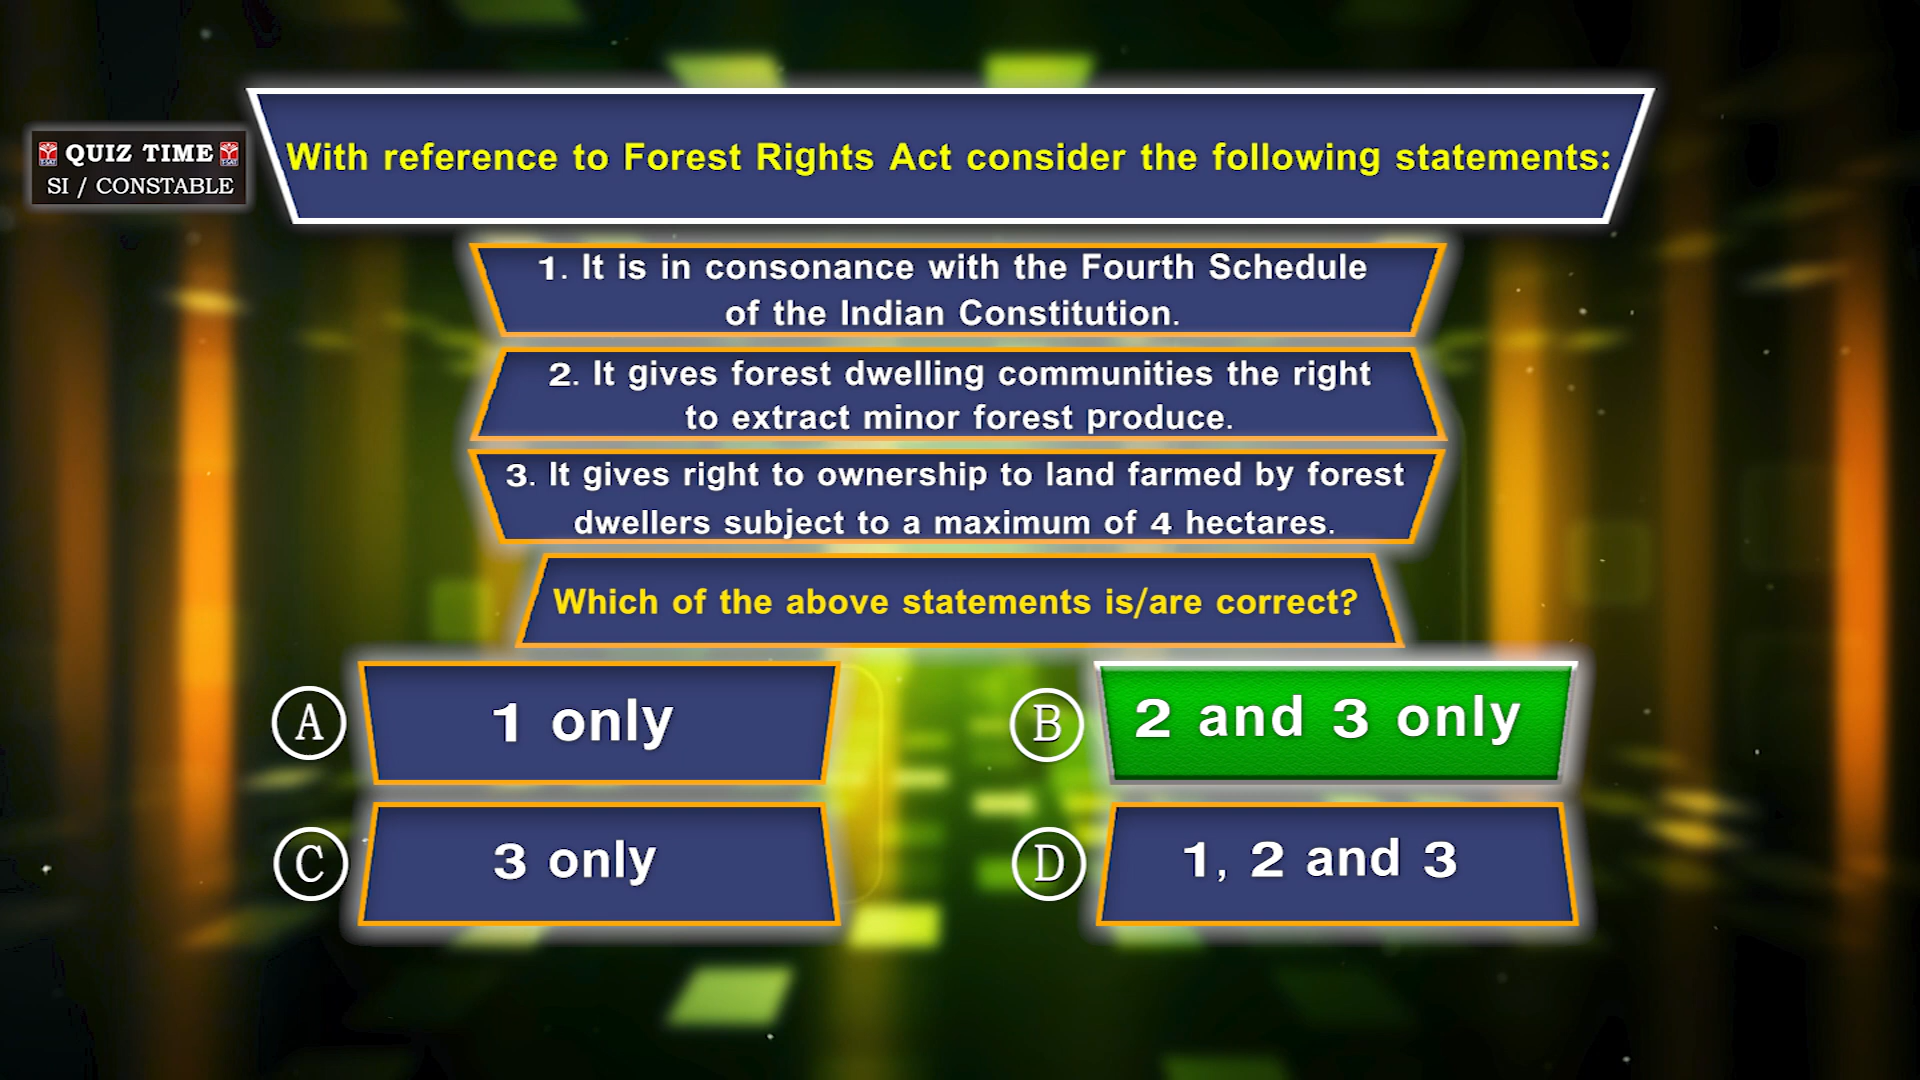 QUIZ TIME
SI / CONSTABLE
With reference to Forest Rights Act consider the following statements:
1. It is in consonance with the Fourth Schedule
of the Indian Constitution.
2. It gives forest dwelling communities the right
to extract minor forest produce.
3. It gives right to ownership to land farmed by forest
dwellers subject to a maximum of 4 hectares.
Which of the above statements is/are correct?
A 1 only
B 2 and 3 only
C 3 only
D 1, 2 and 3